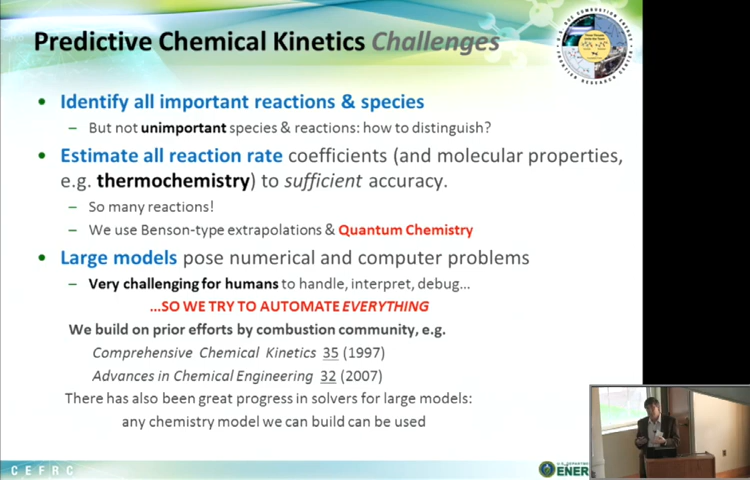 Predictive Chemical Kinetics Challenges
• Identify all important reactions & species
– But not unimportant species & reactions: how to distinguish?
• Estimate all reaction rate coefficients (and molecular properties,
e.g. thermochemistry) to sufficient accuracy.
– So many reactions!
– We use Benson-type extrapolations & Quantum Chemistry
• Large models pose numerical and computer problems
– Very challenging for humans to handle, interpret, debug...
...SO WE TRY TO AUTOMATE EVERYTHING
We build on prior efforts by combustion community, e.g.
Comprehensive Chemical Kinetics 35 (1997)
Advances in Chemical Engineering 32 (2007)
There has also been great progress in solvers for large models:
any chemistry model we can build can be used
CEFRC
ENER